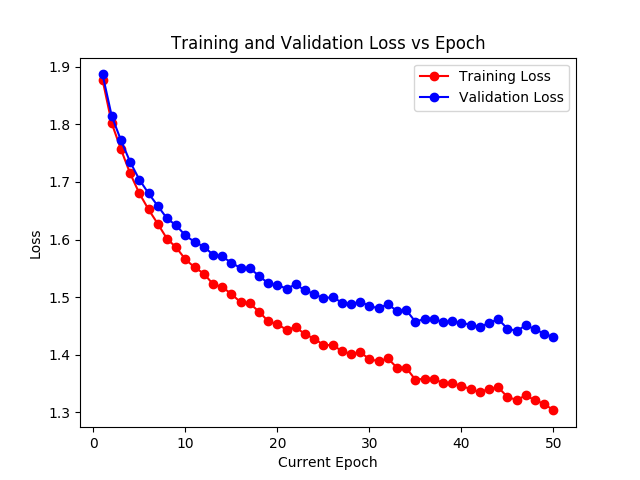 Training and Validation Loss vs Epoch
Training Loss
Validation Loss
1.9
1.8
1.7
1.6
1.5
1.4
1.3
Loss
0
10
20
30
40
50
Current Epoch